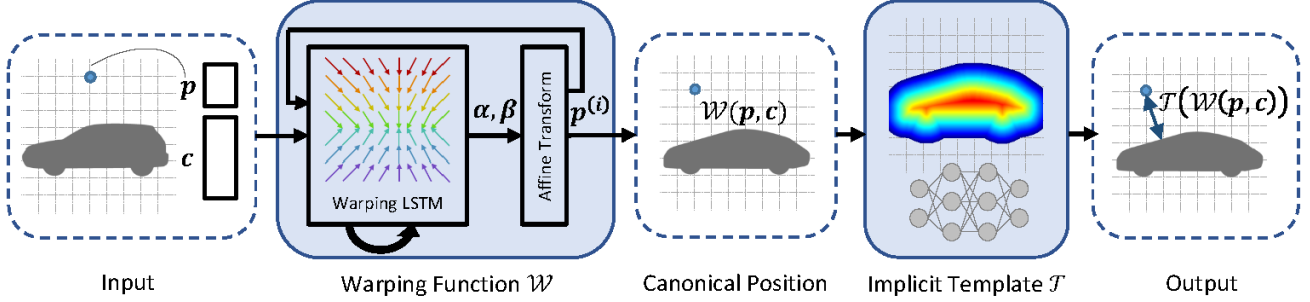 p
c
Warping LSTM
α, β
Affine Transform
p⁽ⁱ⁾
𝒲(p, c)
𝒯(𝒲(p, c))
Input
Warping Function 𝒲
Canonical Position
Implicit Template 𝒯
Output